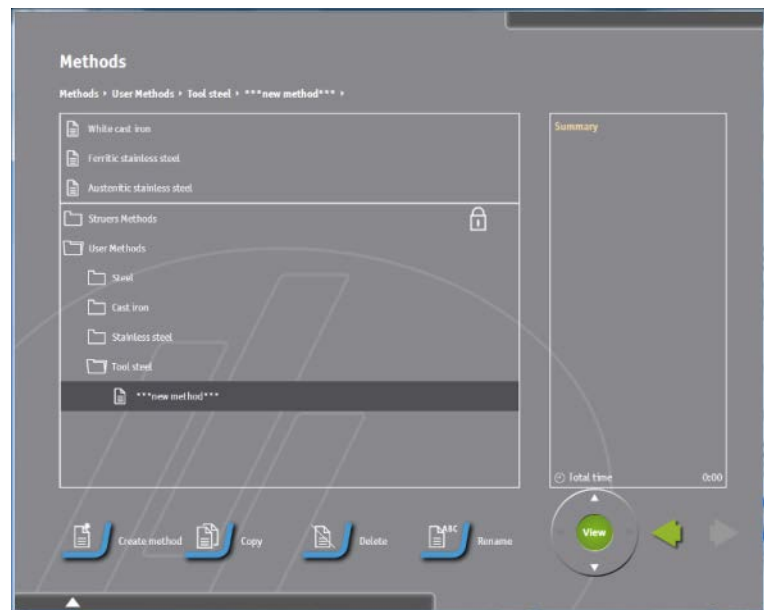 Methods
Methods ‣ User Methods ‣ Tool steel ‣ ***new method*** ‣
White cast iron
Ferritic stainless steel
Austenitic stainless steel
Struers Methods
User Methods
Steel
Cast iron
Stainless steel
Tool steel
***new method***
Summary
Total time 0:00
Create method
Copy
Delete
ABC
Rename
View